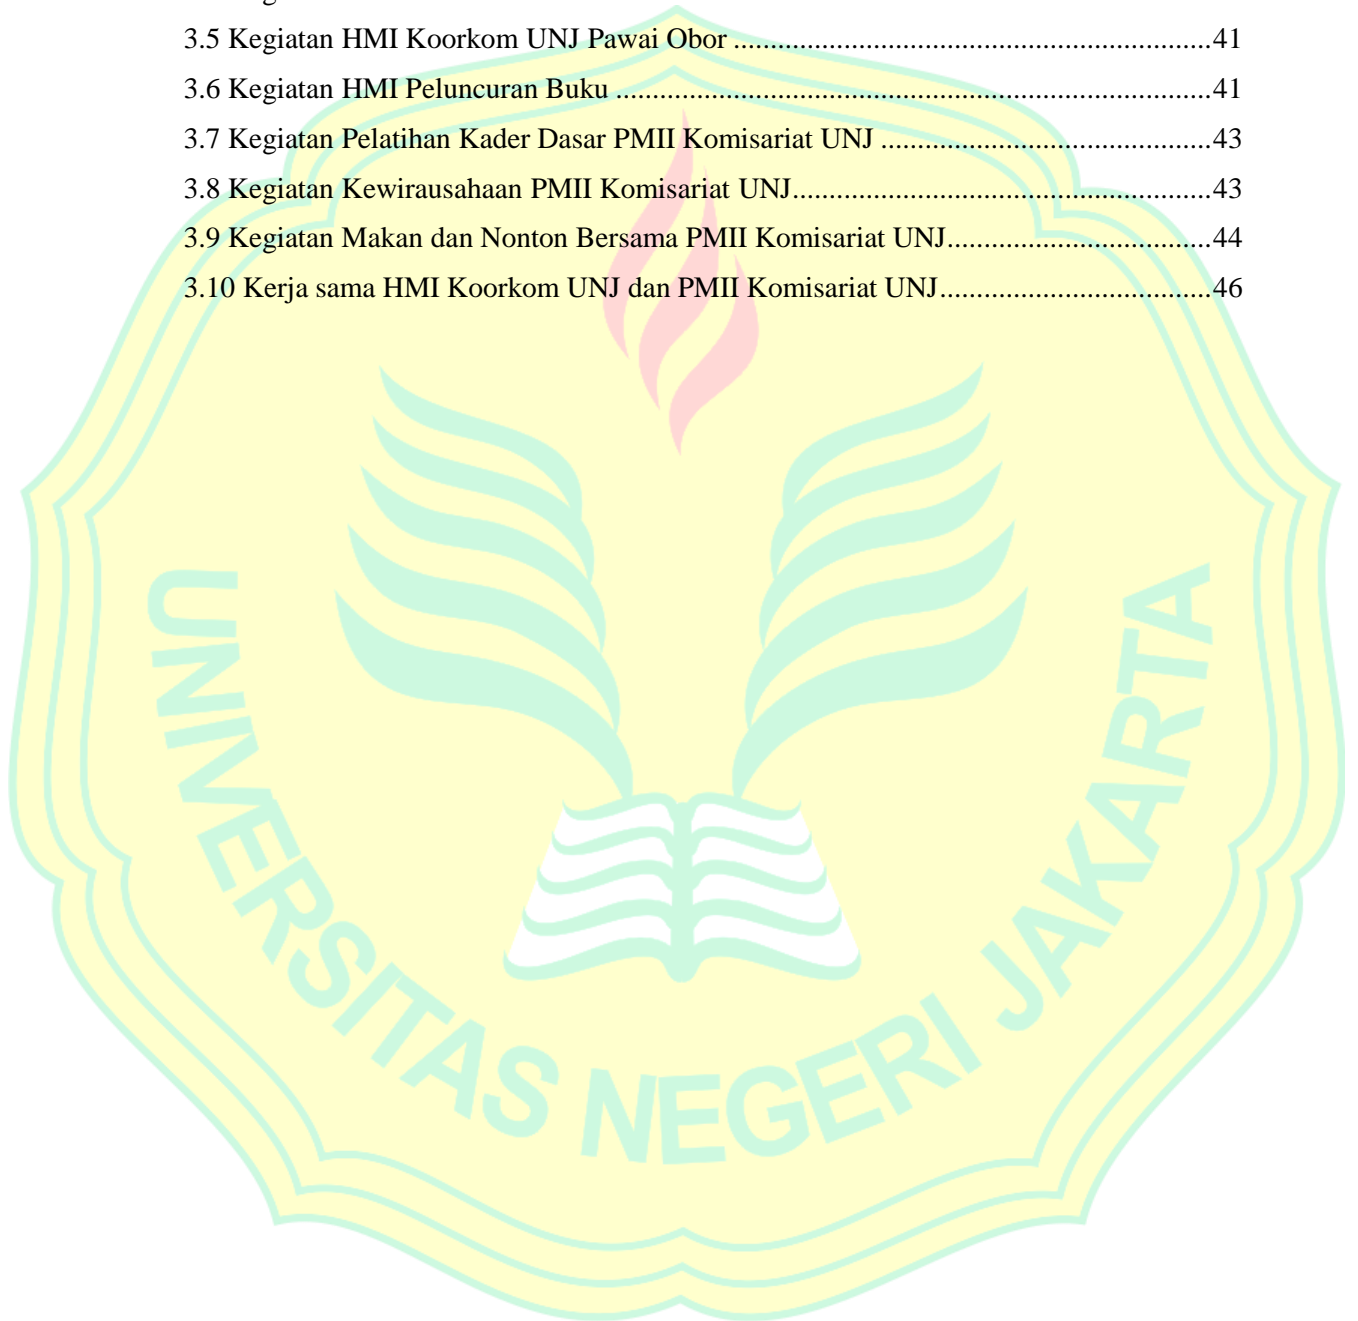 3.5 Kegiatan HMI Koorkom UNJ Pawai Obor ................................................................................41
3.6 Kegiatan HMI Peluncuran Buku ....................................................................................................41
3.7 Kegiatan Pelatihan Kader Dasar PMII Komisariat UNJ ........................................................43
3.8 Kegiatan Kewirausahaan PMII Komisariat UNJ......................................................................43
3.9 Kegiatan Makan dan Nonton Bersama PMII Komisariat UNJ.............................................44
3.10 Kerja sama HMI Koorkom UNJ dan PMII Komisariat UNJ..............................................46
UNIVERSITAS NEGERI JAKARTA